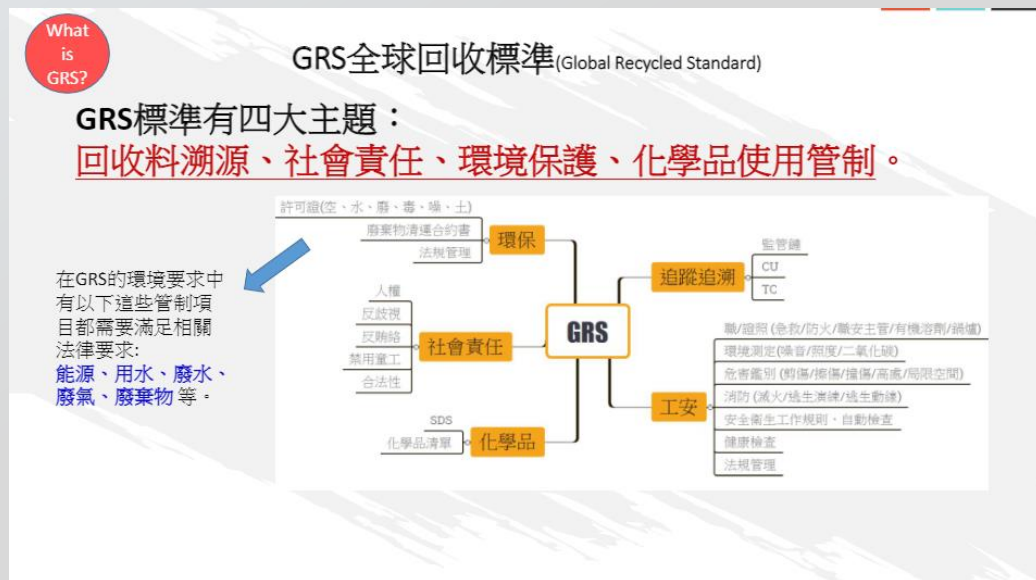 What
is
GRS?
GRS全球回收標準(Global Recycled Standard)
GRS標準有四大主題：
回收料溯源、社會責任、環境保護、化學品使用管制。
在GRS的環境要求中
有以下這些管制項
目都需要滿足相關
法律要求:
能源、用水、廢水、
廢氣、廢棄物 等。
許可證(空、水、廢、毒、噪、土)
廢棄物清運合約書
法規管理
環保
人權
反歧視
反賄絡
禁用童工
合法性
社會責任
SDS
化學品清單
化學品
GRS
追蹤追溯
監管鏈
CU
TC
工安
職/證照 (急救/防火/職安主管/有機溶劑/鍋爐)
環境測定(噪音/照度/二氧化碳)
危害鑑別 (剪傷/擦傷/撞傷/高處/局限空間)
消防 (滅火/逃生演練/逃生動線)
安全衛生工作規則、自動檢查
健康檢查
法規管理